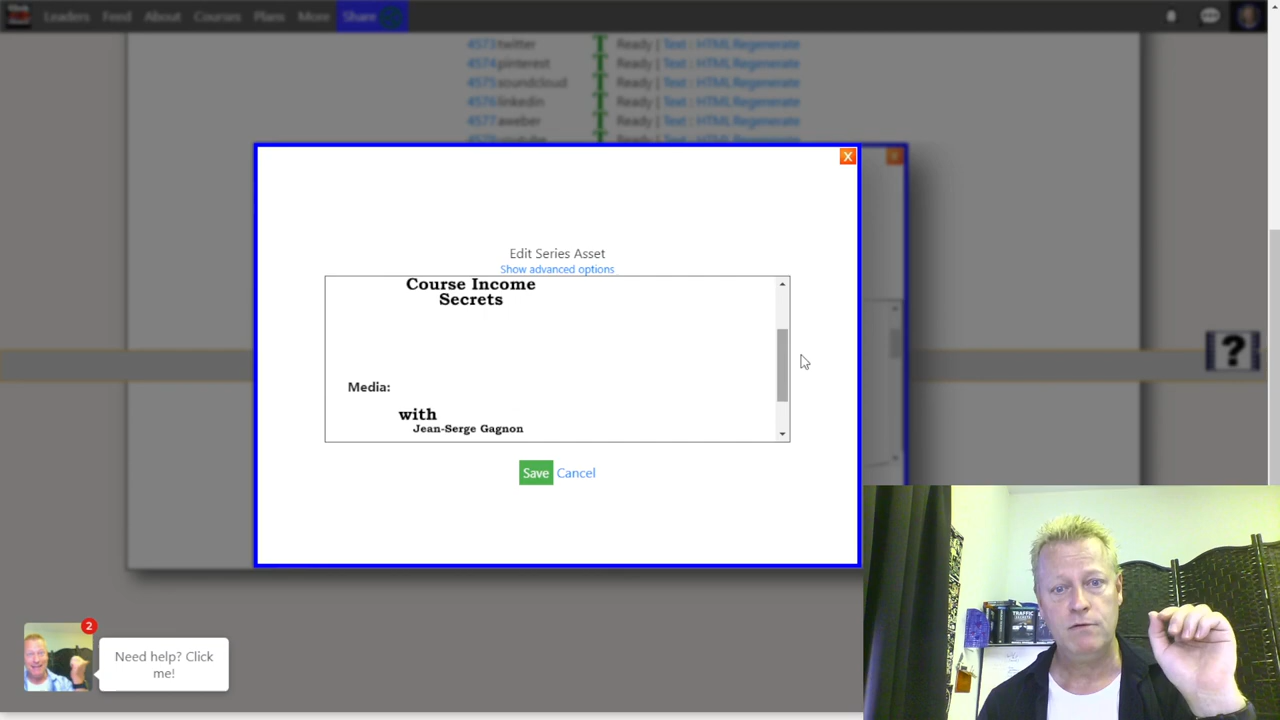 Leaders Feed About Courses Plans More Share
4573 twitter T Ready | Text : HTML Regenerate
4574 pinterest T Ready | Text : HTML Regenerate
4575 soundcloud T Ready | Text : HTML Regenerate
4576 linkedin T Ready | Text : HTML Regenerate
4577 aweber T Ready | Text : HTML Regenerate
X
X
Edit Series Asset
Show advanced options
Course Income
Secrets
Media:
with
Jean-Serge Gagnon
Save Cancel
?
2
Need help? Click
me!
TRAFFIC
SECRETS